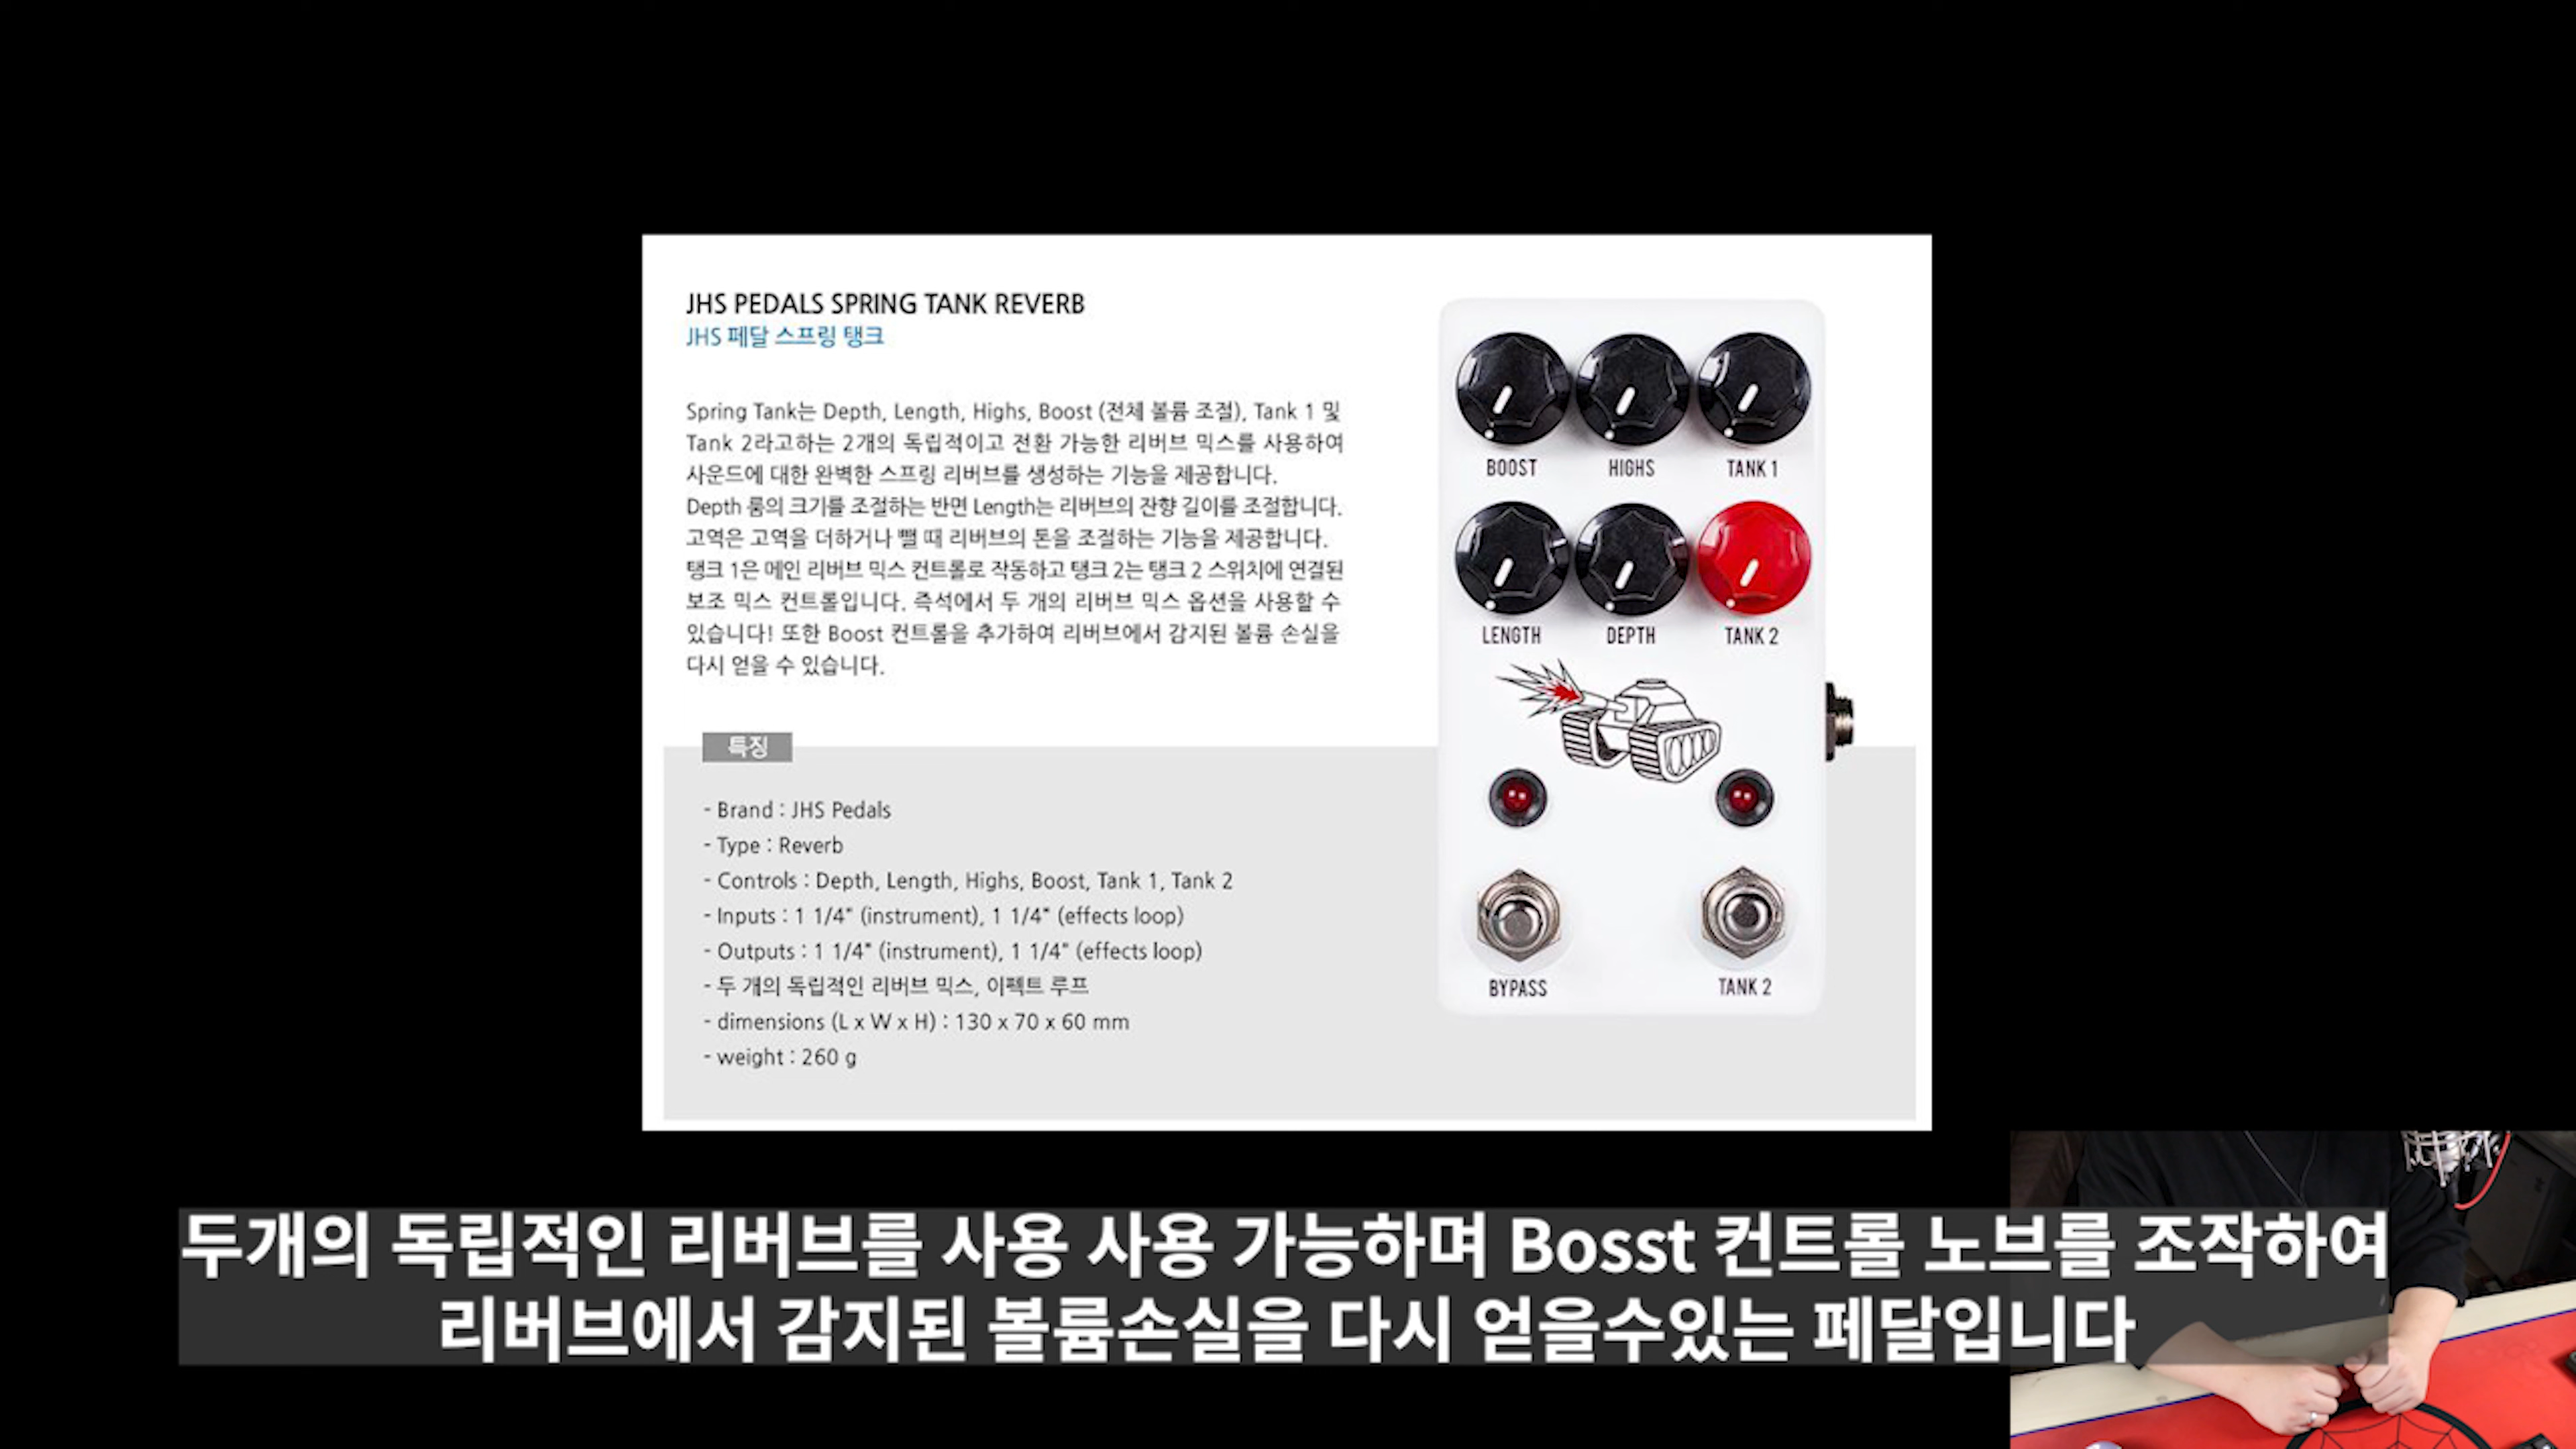 JHS PEDALS SPRING TANK REVERB
JHS 페달 스프링 탱크
Spring Tank는 Depth, Length, Highs, Boost (전체 볼륨 조절), Tank 1 및
Tank 2라고하는 2개의 독립적이고 전환 가능한 리버브 믹스를 사용하여
사운드에 대한 완벽한 스프링 리버브를 생성하는 기능을 제공합니다.
Depth 룸의 크기를 조절하는 반면 Length는 리버브의 잔향 길이를 조절합니다.
고역은 고역을 더하거나 뺄 때 리버브의 톤을 조절하는 기능을 제공합니다.
탱크 1은 메인 리버브 믹스 컨트롤로 작동하고 탱크 2는 탱크 2 스위치에 연결된
보조 믹스 컨트롤입니다. 즉석에서 두 개의 리버브 믹스 옵션을 사용할 수
있습니다! 또한 Boost 컨트롤을 추가하여 리버브에서 감지된 볼륨 손실을
다시 얻을 수 있습니다.
특징
- Brand : JHS Pedals
- Type : Reverb
- Controls : Depth, Length, Highs, Boost, Tank 1, Tank 2
- Inputs : 1 1/4" (instrument), 1 1/4" (effects loop)
- Outputs : 1 1/4" (instrument), 1 1/4" (effects loop)
- 두 개의 독립적인 리버브 믹스, 이펙트 루프
- dimensions (L x W x H) : 130 x 70 x 60 mm
- weight : 260 g
BOOST HIGHS TANK 1
LENGTH DEPTH TANK 2
BYPASS TANK 2
두개의 독립적인 리버브를 사용 사용 가능하며 Bosst 컨트롤 노브를 조작하여
리버브에서 감지된 볼륨손실을 다시 얻을수있는 페달입니다